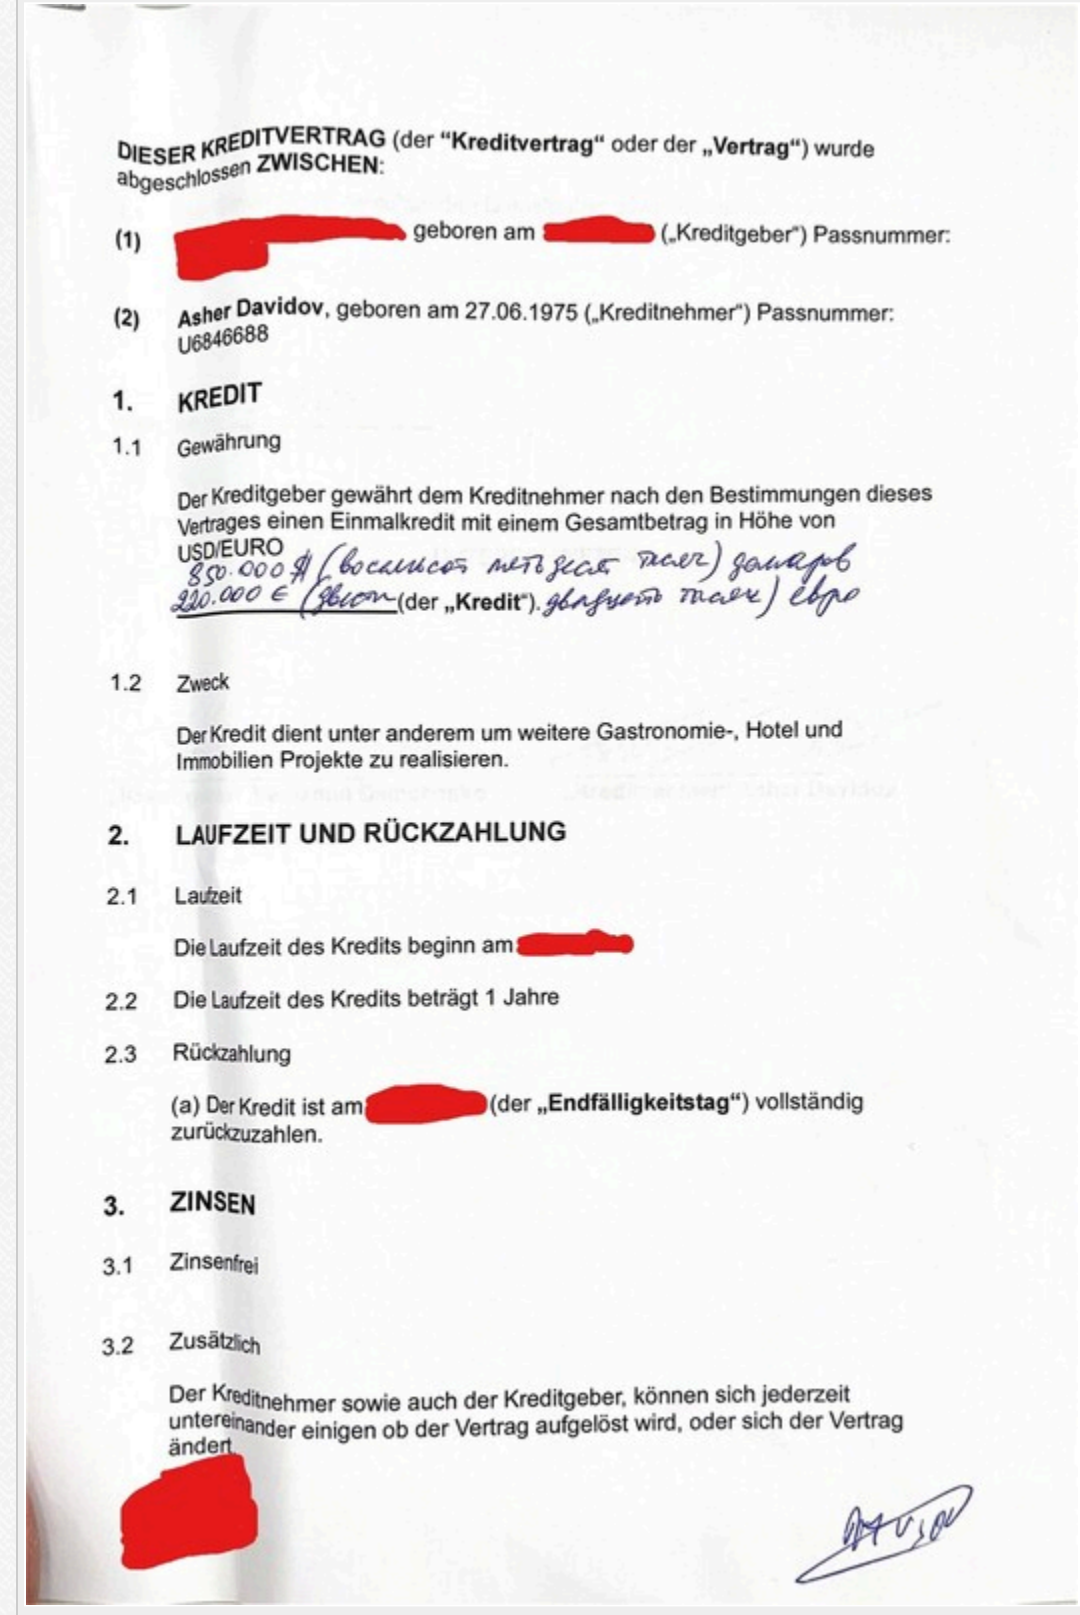 DIESER KREDITVERTRAG (der “Kreditvertrag“ oder der „Vertrag“) wurde
abgeschlossen ZWISCHEN:
(1) geboren am („Kreditgeber“) Passnummer:
(2) Asher Davidov, geboren am 27.06.1975 („Kreditnehmer“) Passnummer:
U6846688
1. KREDIT
1.1 Gewährung
Der Kreditgeber gewährt dem Kreditnehmer nach den Bestimmungen dieses
Vertrages einen Einmalkredit mit einem Gesamtbetrag in Höhe von
USD/EURO
850.000 $ (восемьсот тысяч) доларов
220.000 € (двести (der „Kredit“). двадцать тысяч) евро
1.2 Zweck
Der Kredit dient unter anderem um weitere Gastronomie-, Hotel und
Immobilien Projekte zu realisieren.
2. LAUFZEIT UND RÜCKZAHLUNG
2.1 Laufzeit
Die Laufzeit des Kredits beginn am
2.2 Die Laufzeit des Kredits beträgt 1 Jahre
2.3 Rückzahlung
(a) Der Kredit ist am (der „Endfälligkeitstag“) vollständig
zurückzuzahlen.
3. ZINSEN
3.1 Zinsenfrei
3.2 Zusätzlich
Der Kreditnehmer sowie auch der Kreditgeber, können sich jederzeit
untereinander einigen ob der Vertrag aufgelöst wird, oder sich der Vertrag
ändert.